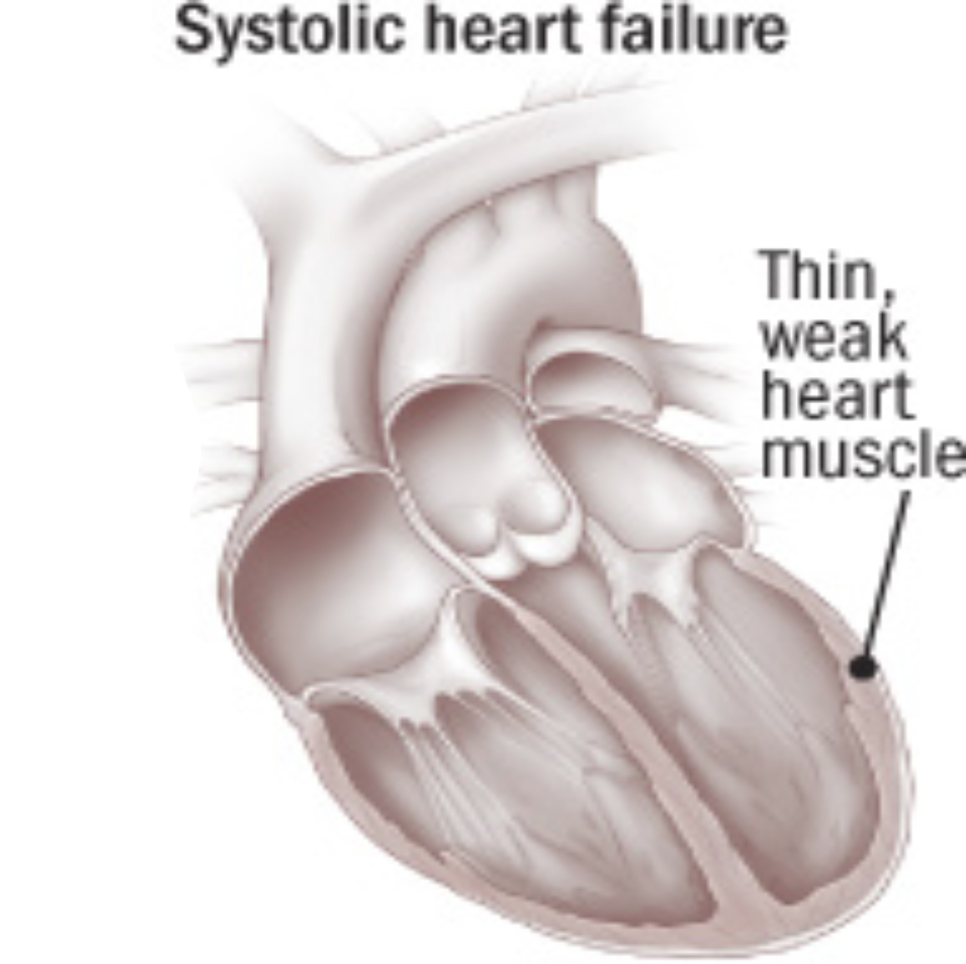 Systolic heart failure
Thin,
weak
heart
muscle